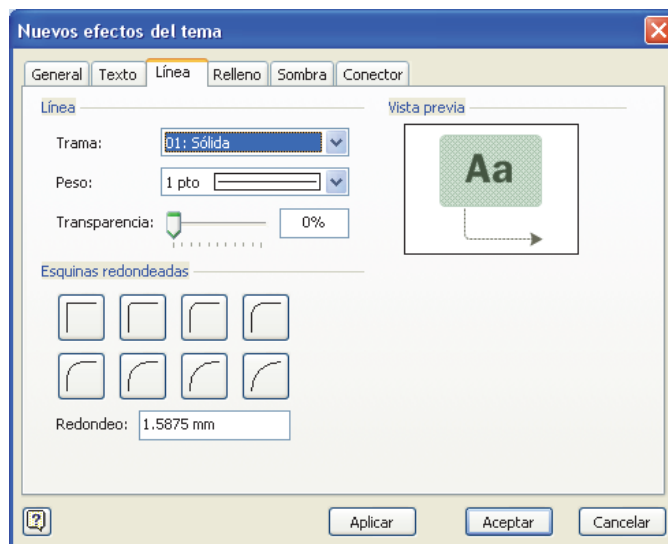 Nuevos efectos del tema
General Texto Línea Relleno Sombra Conector
Línea
Trama: 01: Sólida
Peso: 1 pto
Transparencia: 0%
Vista previa
Aa
Esquinas redondeadas
Redondeo: 1.5875 mm
? Aplicar Aceptar Cancelar